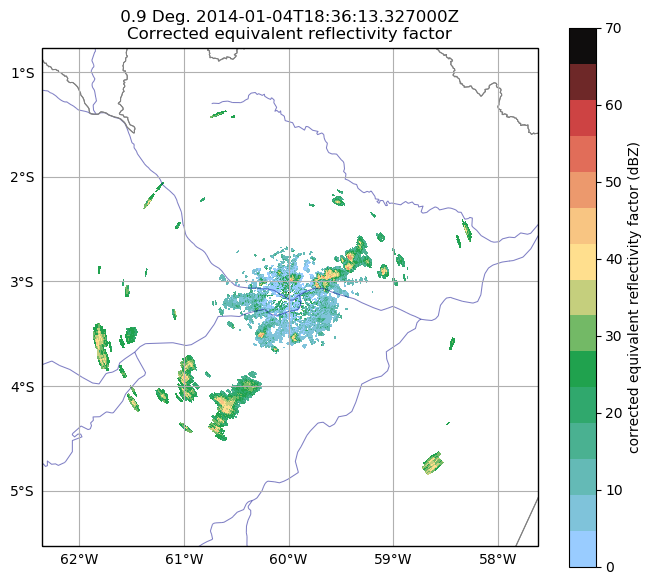 0.9 Deg. 2014-01-04T18:36:13.327000Z
Corrected equivalent reflectivity factor
1°S
2°S
3°S
4°S
5°S
62°W 61°W 60°W 59°W 58°W
70
60
50
40
30
20
10
0
corrected equivalent reflectivity factor (dBZ)